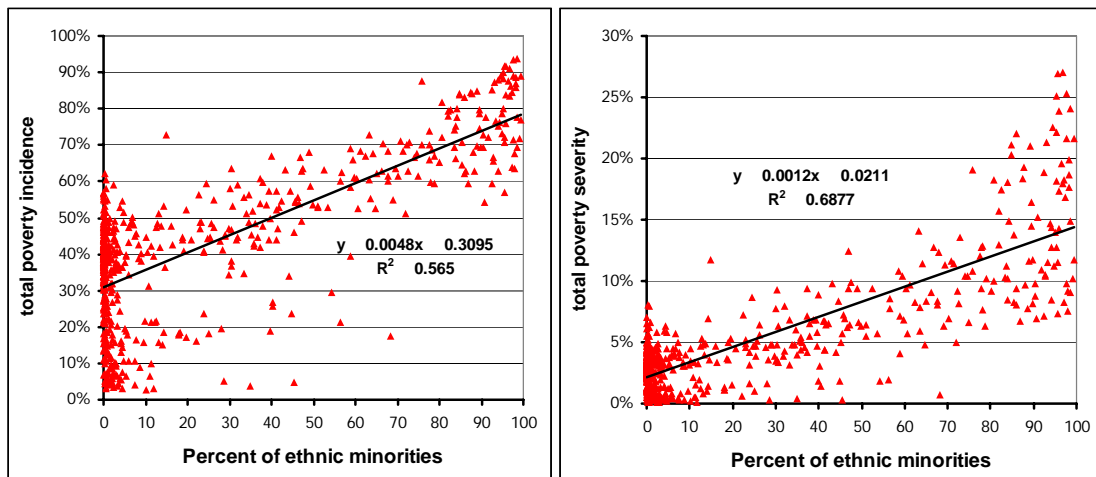 total poverty incidence
100%
90%
80%
70%
60%
50%
40%
30%
20%
10%
0%
y 0.0048x 0.3095
R² 0.565
0 10 20 30 40 50 60 70 80 90 100
Percent of ethnic minorities
total poverty severity
30%
25%
20%
15%
10%
5%
0%
y 0.0012x 0.0211
R² 0.6877
0 10 20 30 40 50 60 70 80 90 100
Percent of ethnic minorities